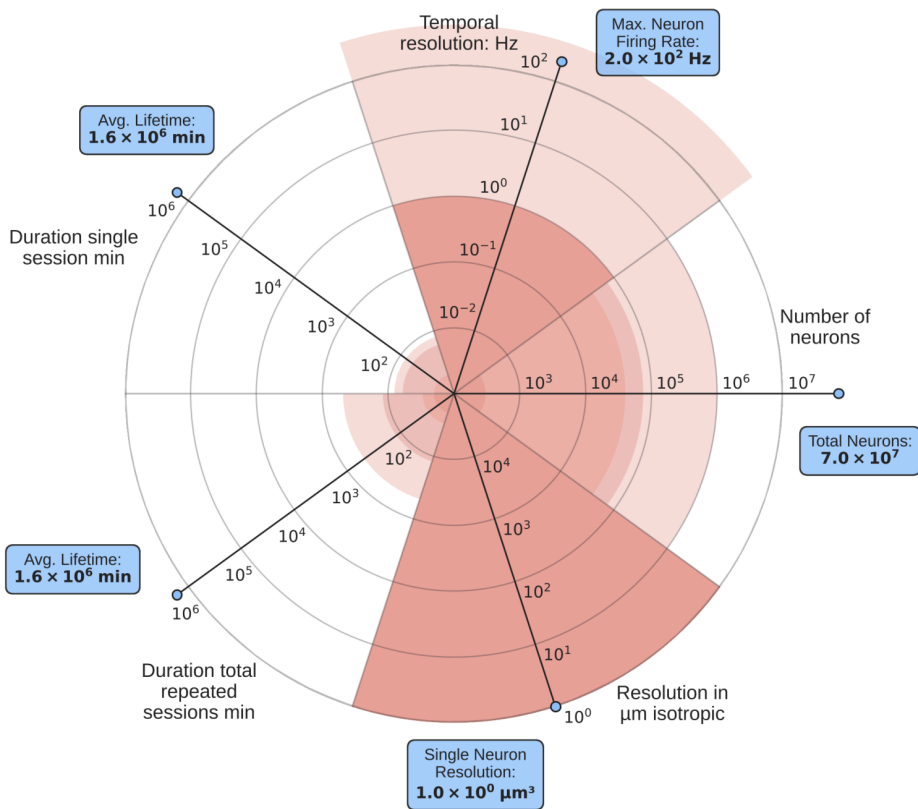 Temporal
resolution: Hz
Max. Neuron
Firing Rate:
2.0 × 10² Hz
10²
10¹
10⁰
10⁻¹
10⁻²
Avg. Lifetime:
1.6 × 10⁶ min
Duration single
session min
10⁶
10⁵
10⁴
10³
10²
Number of
neurons
10³
10⁴
10⁵
10⁶
10⁷
Total Neurons:
7.0 × 10⁷
10²
10³
10⁴
10⁵
10⁶
Avg. Lifetime:
1.6 × 10⁶ min
Duration total
repeated
sessions min
10⁴
10³
10²
10¹
10⁰
Resolution in
µm isotropic
Single Neuron
Resolution:
1.0 × 10⁰ µm³